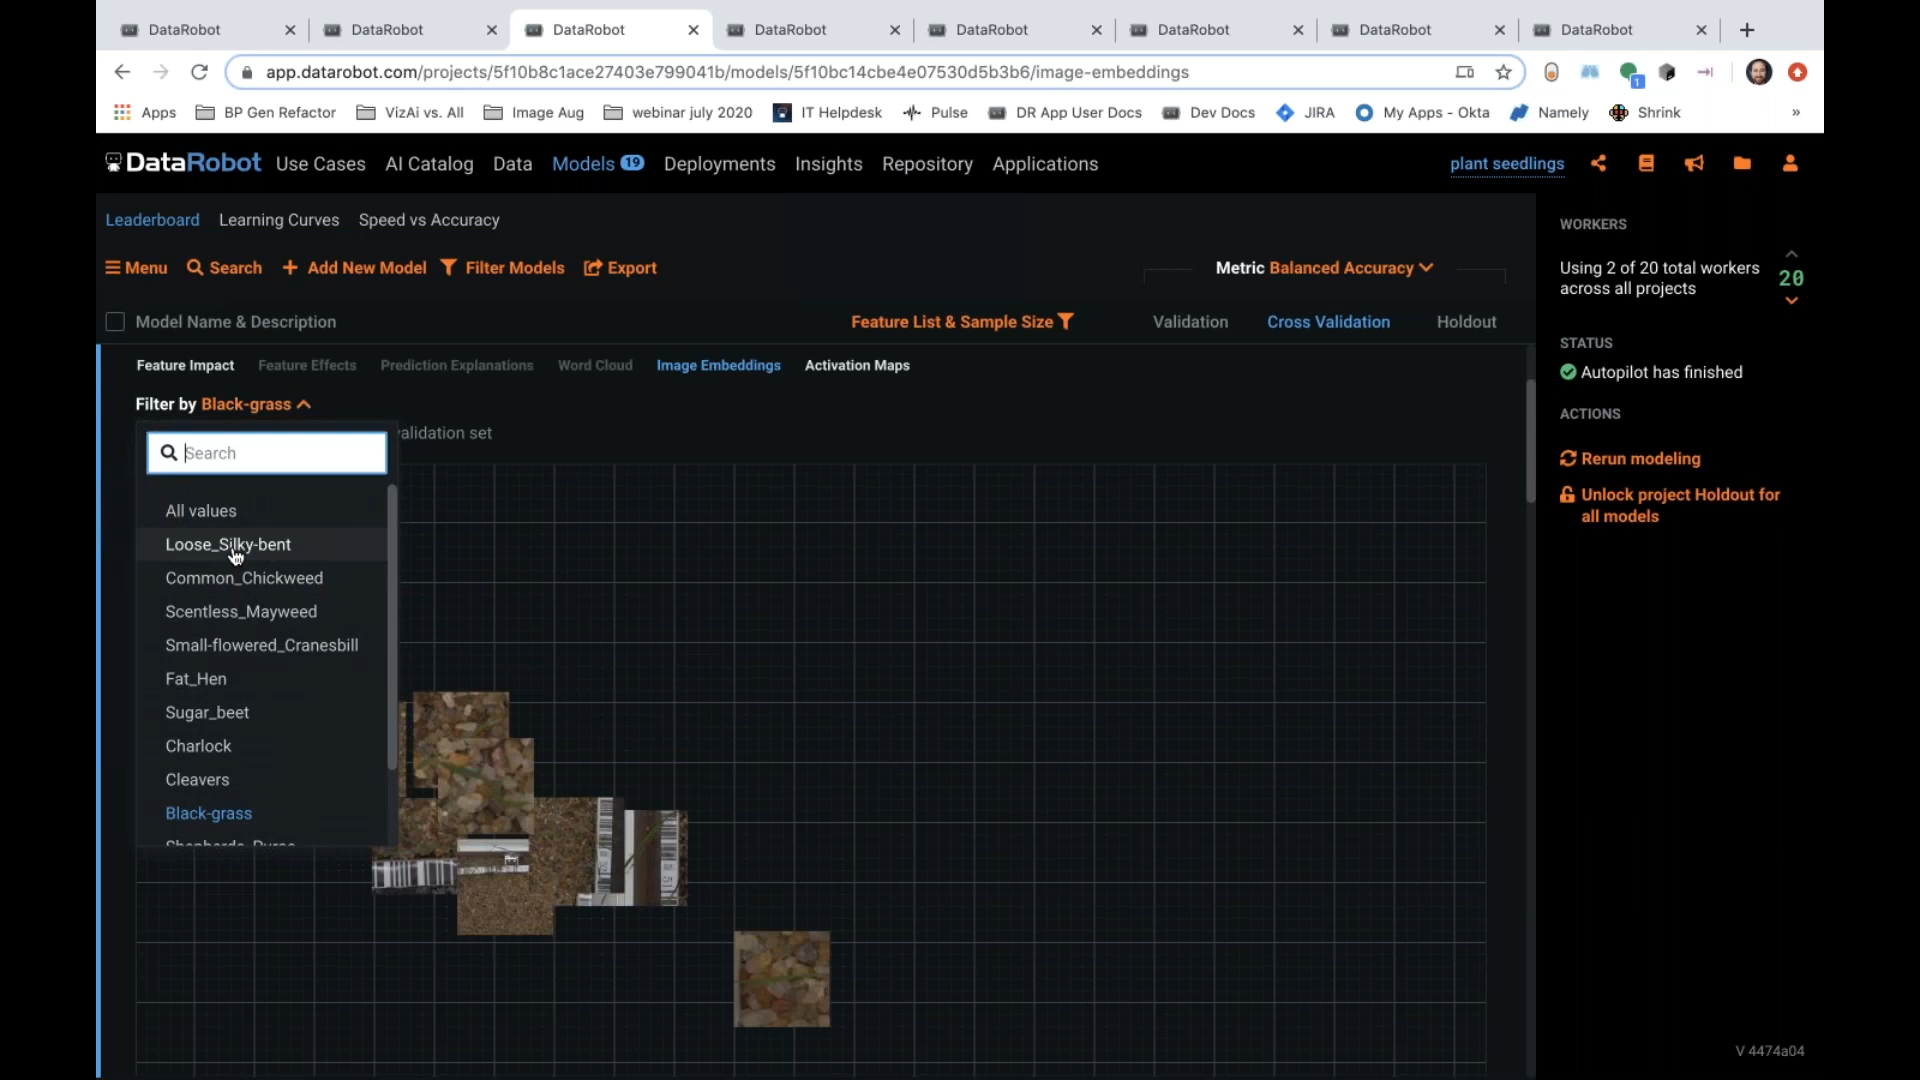 DataRobot DataRobot DataRobot DataRobot DataRobot DataRobot DataRobot DataRobot
app.datarobot.com/projects/5f10b8c1ace27403e799041b/models/5f10bc14cbe4e07530d5b3b6/image-embeddings
1
Apps BP Gen Refactor VizAi vs. All Image Aug webinar july 2020 IT Helpdesk Pulse DR App User Docs Dev Docs JIRA My Apps - Okta Namely Shrink »
DataRobot Use Cases AI Catalog Data Models 19 Deployments Insights Repository Applications plant seedlings
Leaderboard Learning Curves Speed vs Accuracy
Menu Search + Add New Model Filter Models Export Metric Balanced Accuracy
Model Name & Description Feature List & Sample Size Validation Cross Validation Holdout
Feature Impact Feature Effects Prediction Explanations Word Cloud Image Embeddings Activation Maps
Filter by Black-grass
validation set
Search
All values
Loose_Silky-bent
Common_Chickweed
Scentless_Mayweed
Small-flowered_Cranesbill
Fat_Hen
Sugar_beet
Charlock
Cleavers
Black-grass
WORKERS
Using 2 of 20 total workers
across all projects
20
STATUS
Autopilot has finished
ACTIONS
Rerun modeling
Unlock project Holdout for
all models
V 4474a04